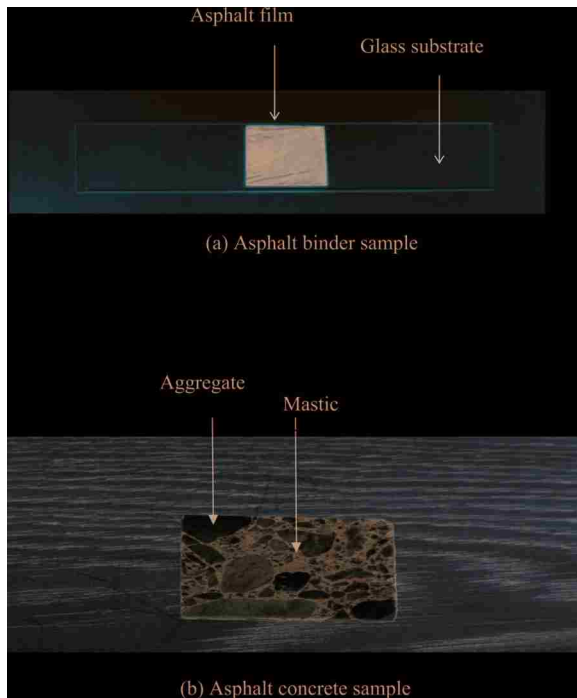 Asphalt film
Glass substrate
(a) Asphalt binder sample
Aggregate
Mastic
(b) Asphalt concrete sample